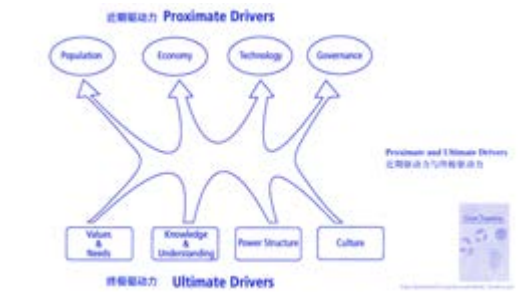 近期驱动力 Proximate Drivers
Population
Economy
Technology
Governance
Proximate and Ultimate Drivers
近期驱动力与终极驱动力
Values
&
Needs
Knowledge
&
Understanding
Power Structure
Culture
终极驱动力 Ultimate Drivers